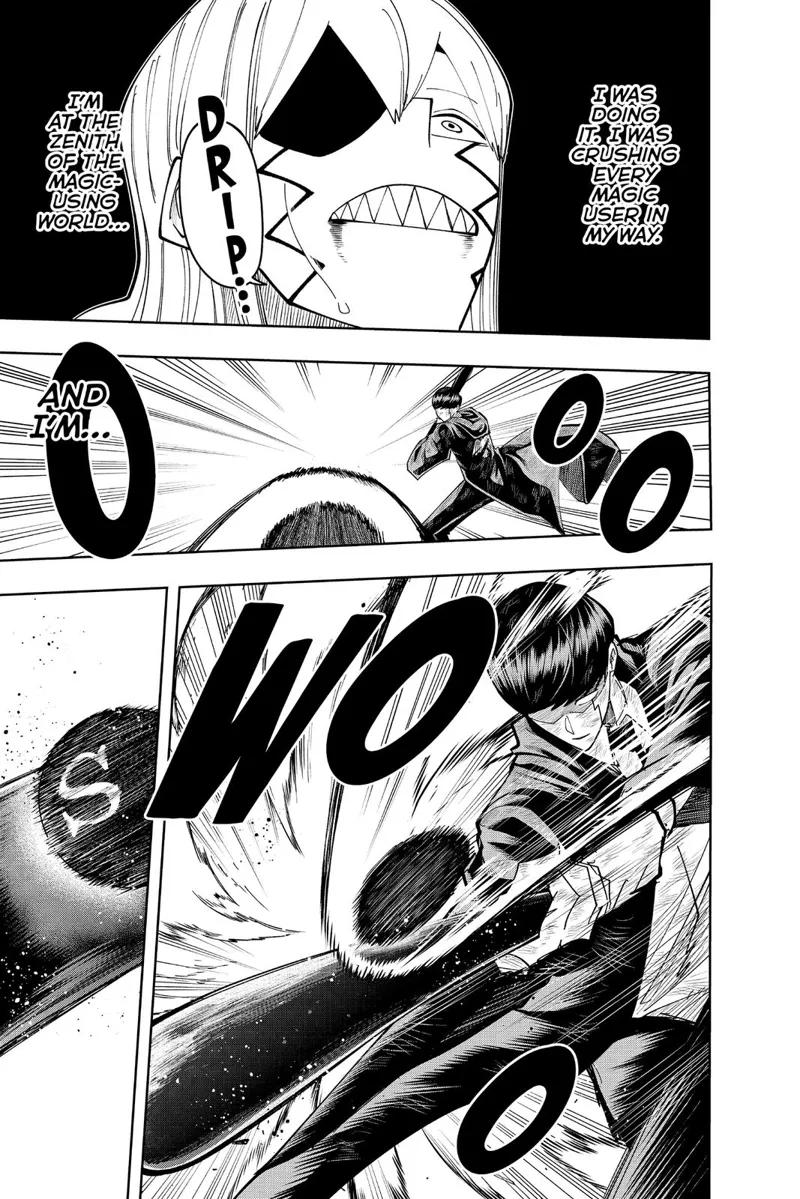 I WAS
DOING
IT. I WAS
CRUSHING
EVERY
MAGIC
USER IN
MY WAY.
DRIP...
I'M
AT THE
ZENITH
OF THE
MAGIC-
USING
WORLD...
O
O
O
AND
I'M...
WO
O
S